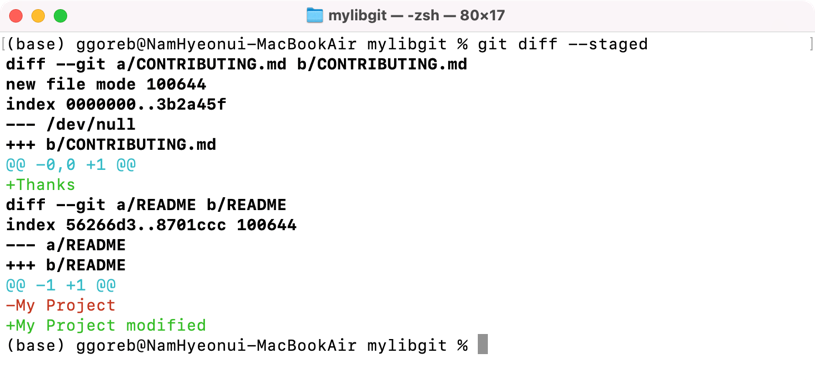 mylibgit — -zsh — 80×17
[(base) ggoreb@NamHyeonui-MacBookAir mylibgit % git diff --staged ]
diff --git a/CONTRIBUTING.md b/CONTRIBUTING.md
new file mode 100644
index 0000000..3b2a45f
--- /dev/null
+++ b/CONTRIBUTING.md
@@ -0,0 +1 @@
+Thanks
diff --git a/README b/README
index 56266d3..8701ccc 100644
--- a/README
+++ b/README
@@ -1 +1 @@
-My Project
+My Project modified
(base) ggoreb@NamHyeonui-MacBookAir mylibgit %